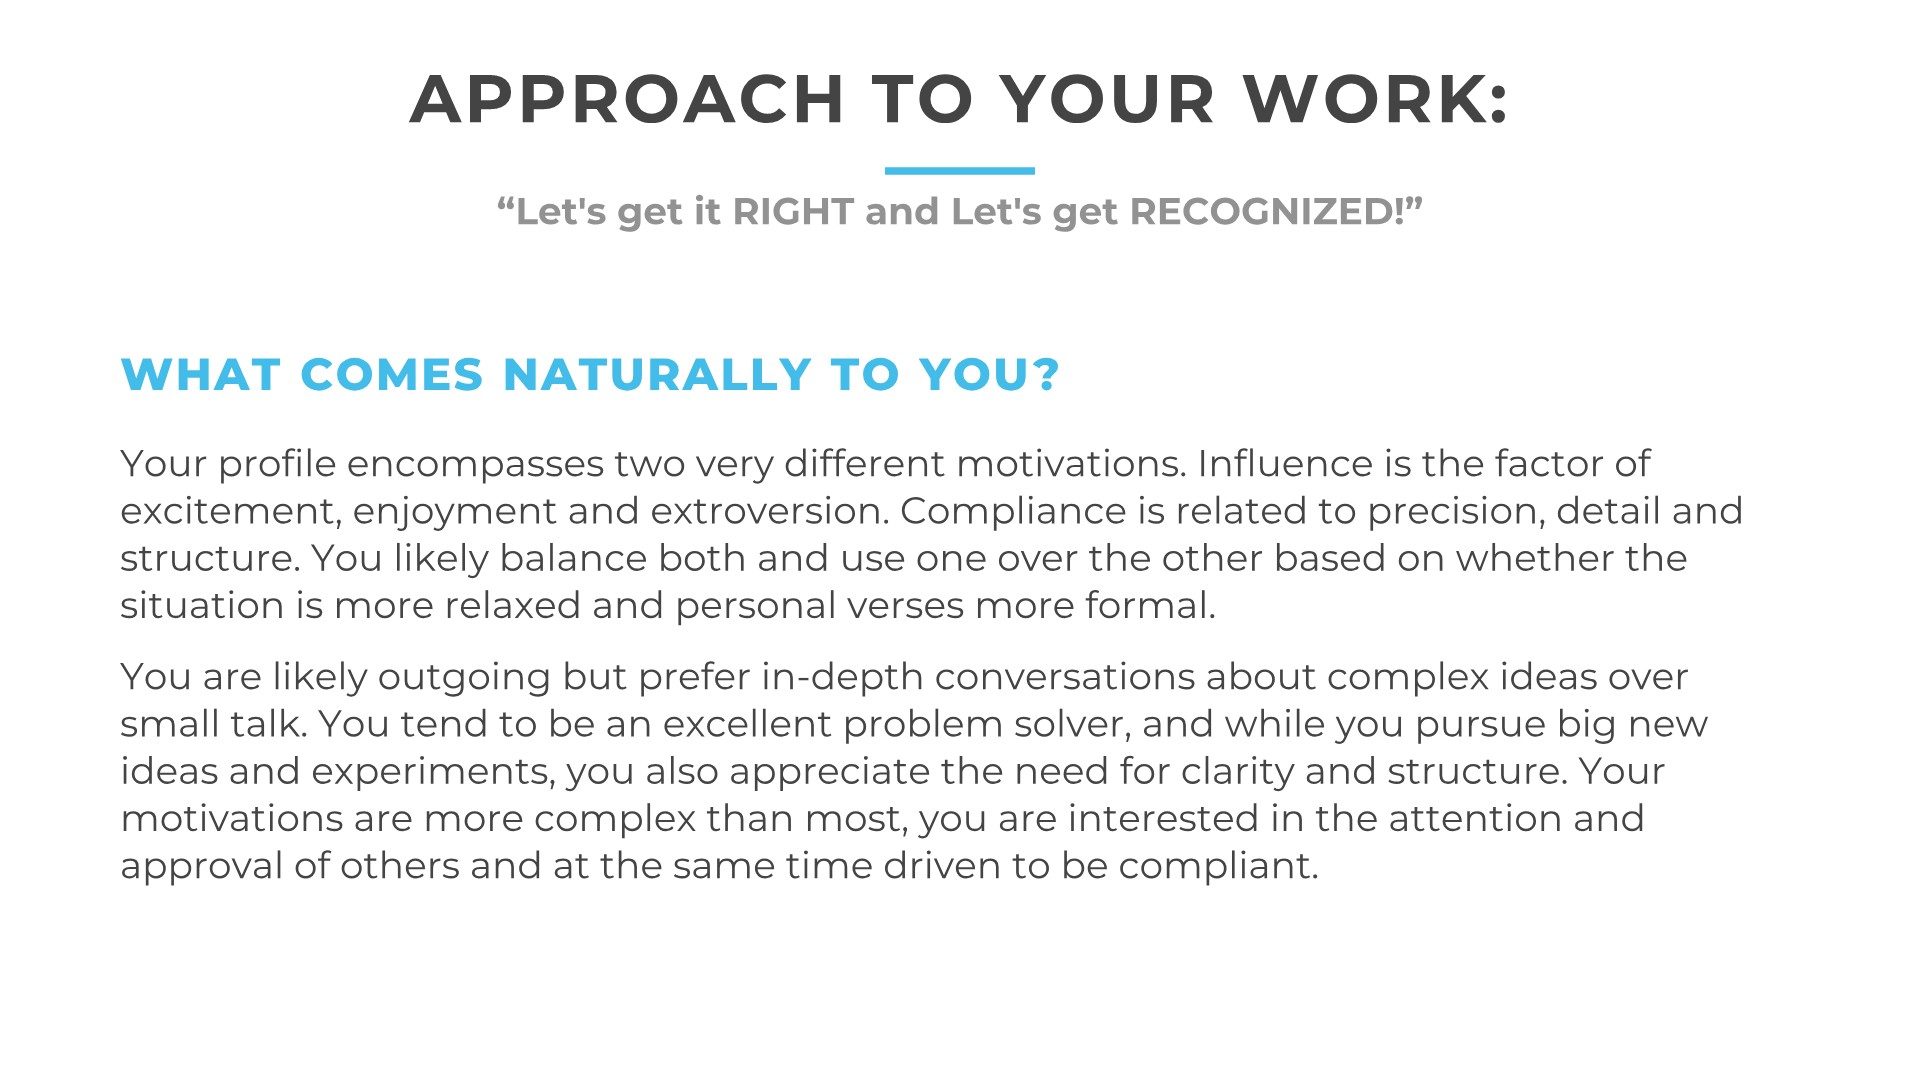 APPROACH TO YOUR WORK:
“Let's get it RIGHT and Let's get RECOGNIZED!”
WHAT COMES NATURALLY TO YOU?
Your profile encompasses two very different motivations. Influence is the factor of
excitement, enjoyment and extroversion. Compliance is related to precision, detail and
structure. You likely balance both and use one over the other based on whether the
situation is more relaxed and personal verses more formal.
You are likely outgoing but prefer in-depth conversations about complex ideas over
small talk. You tend to be an excellent problem solver, and while you pursue big new
ideas and experiments, you also appreciate the need for clarity and structure. Your
motivations are more complex than most, you are interested in the attention and
approval of others and at the same time driven to be compliant.